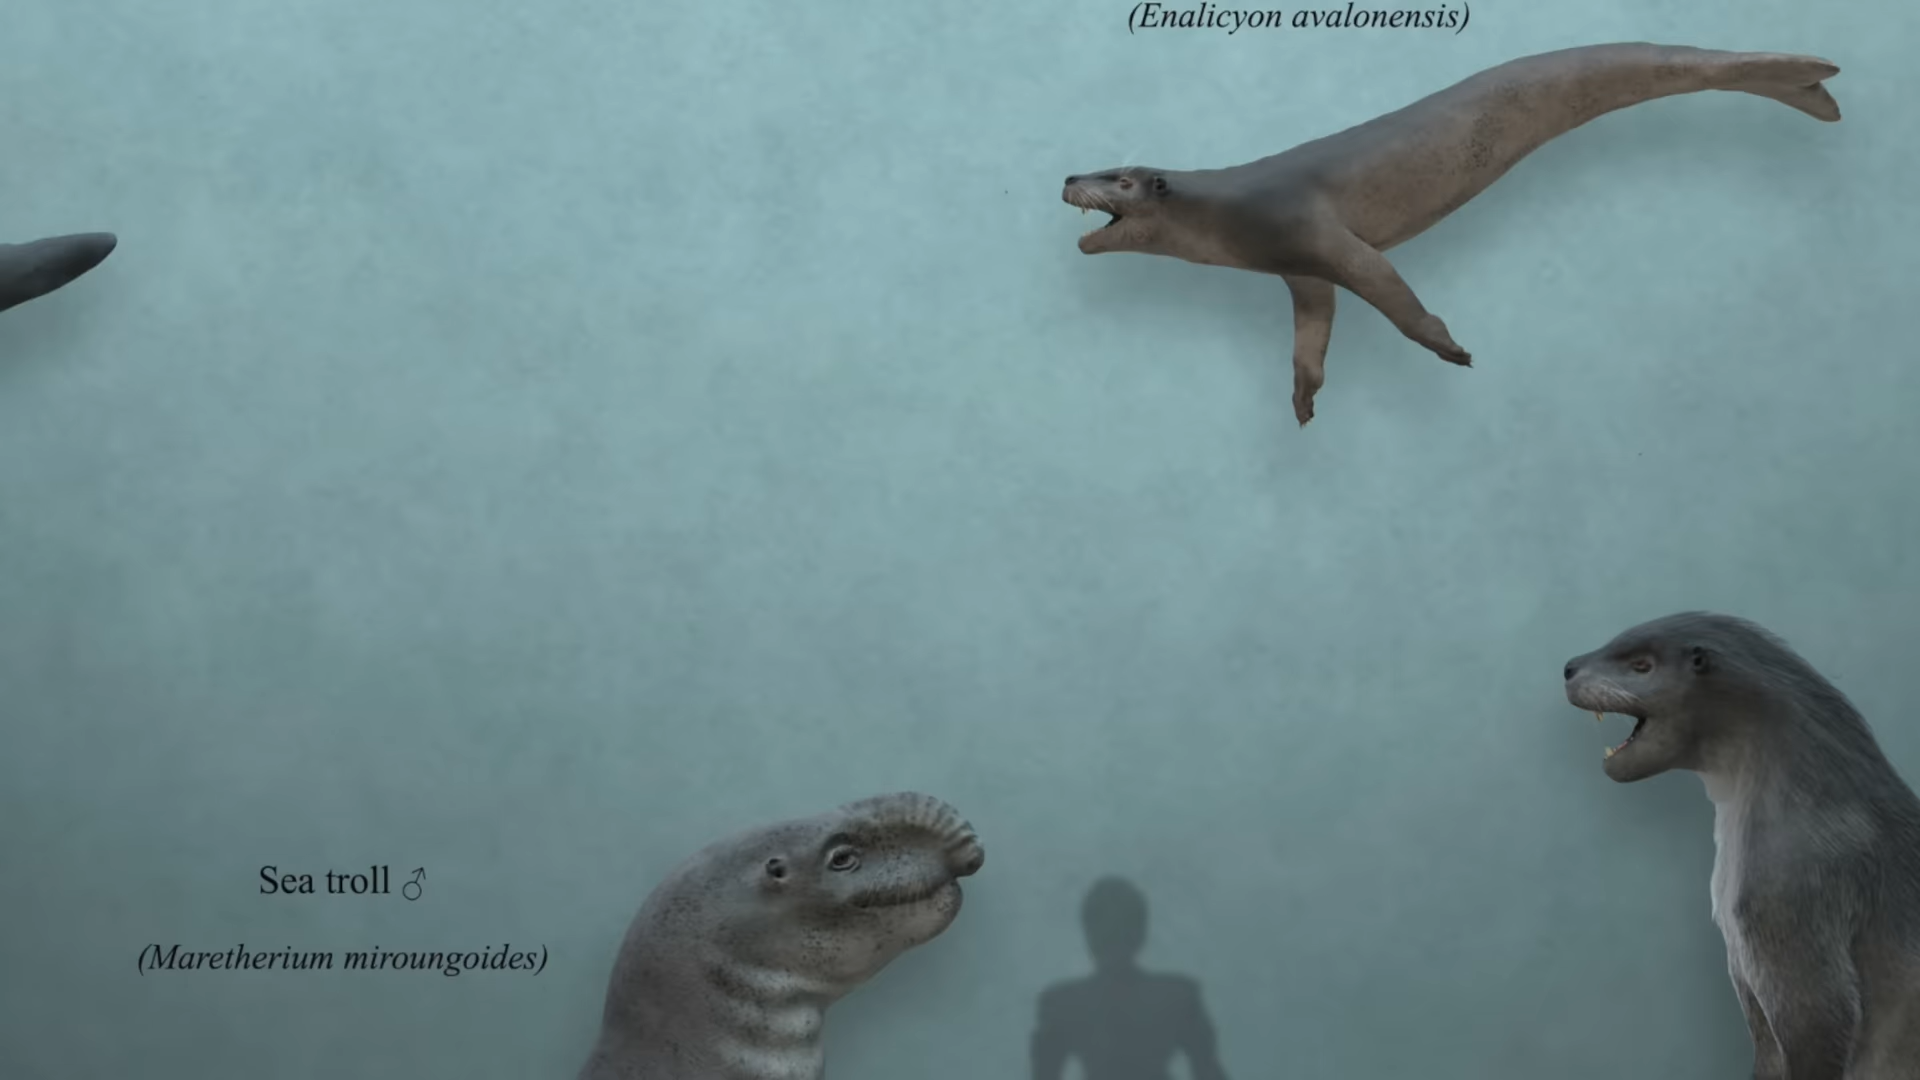 (Enalicyon avalonensis)
Sea troll ♂
(Maretherium miroungoides)